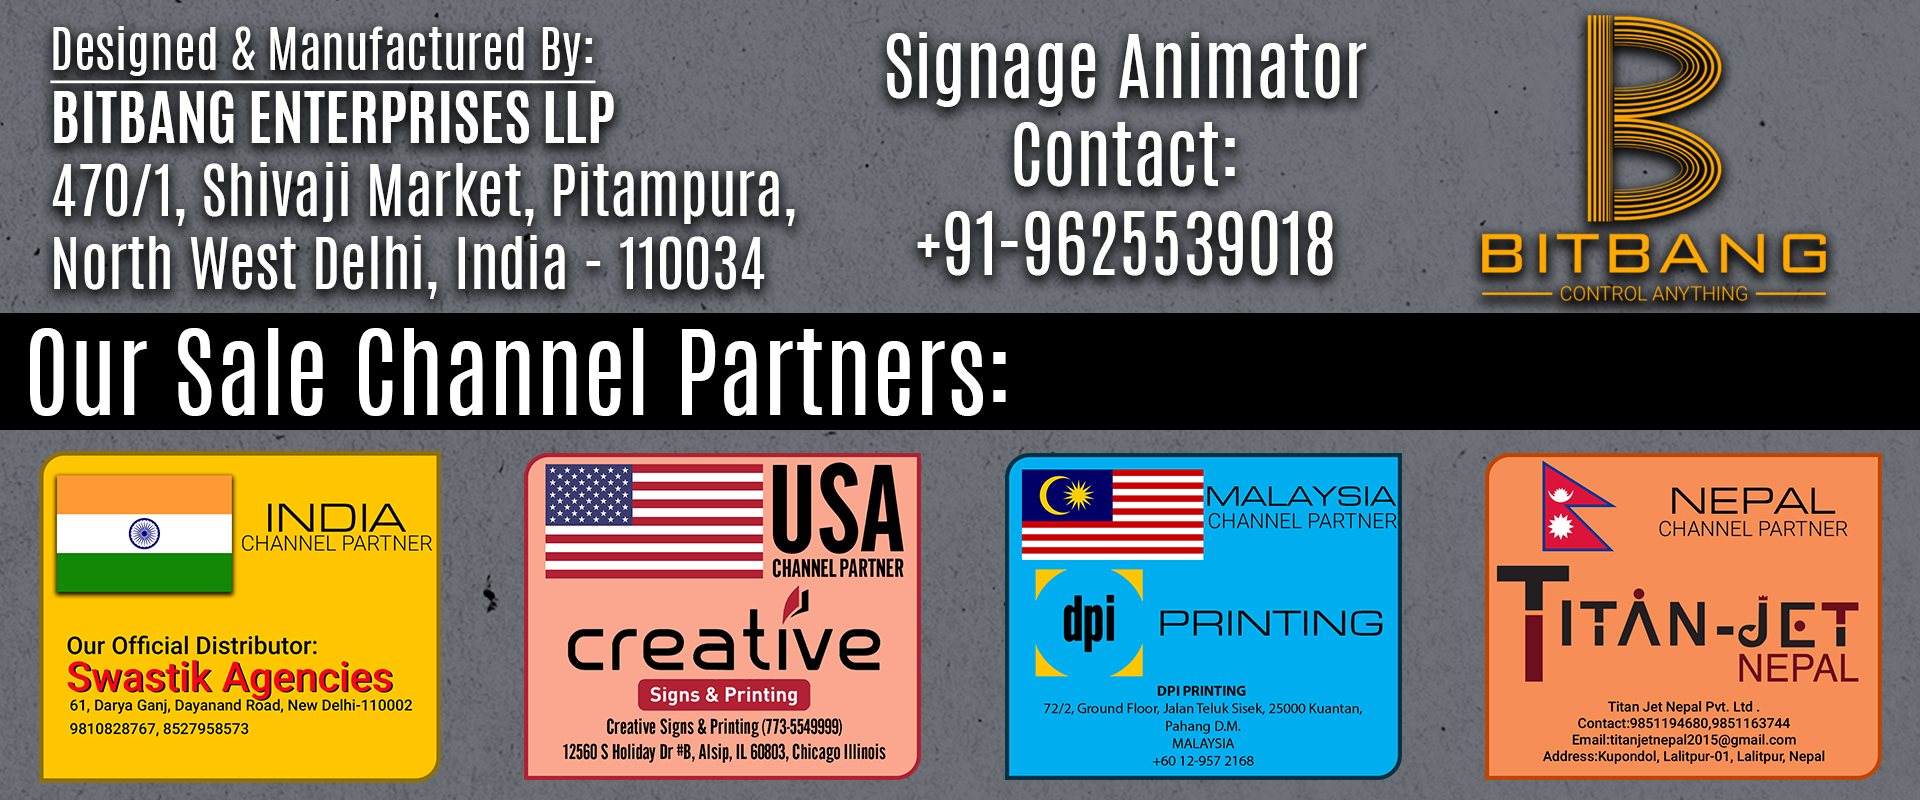 Designed & Manufactured By:
BITBANG ENTERPRISES LLP
470/1, Shivaji Market, Pitampura,
North West Delhi, India - 110034
Signage Animator
Contact:
+91-9625539018
B
BITBANG
CONTROL ANYTHING
Our Sale Channel Partners:
INDIA
CHANNEL PARTNER
Our Official Distributor:
Swastik Agencies
61, Darya Ganj, Dayanand Road, New Delhi-110002
9810828767, 8527958573
USA
CHANNEL PARTNER
creative
Signs & Printing
Creative Signs & Printing (773-5549999)
12560 S Holiday Dr #B, Alsip, IL 60803, Chicago Illinois
MALAYSIA
CHANNEL PARTNER
dpi PRINTING
DPI PRINTING
72/2, Ground Floor, Jalan Teluk Sisek, 25000 Kuantan,
Pahang D.M.
MALAYSIA
+60 12-957 2168
NEPAL
CHANNEL PARTNER
TITAN-JET
NEPAL
Titan Jet Nepal Pvt. Ltd .
Contact:9851194680,9851163744
Email:titanjetnepal2015@gmail.com
Address:Kupondol, Lalitpur-01, Lalitpur, Nepal